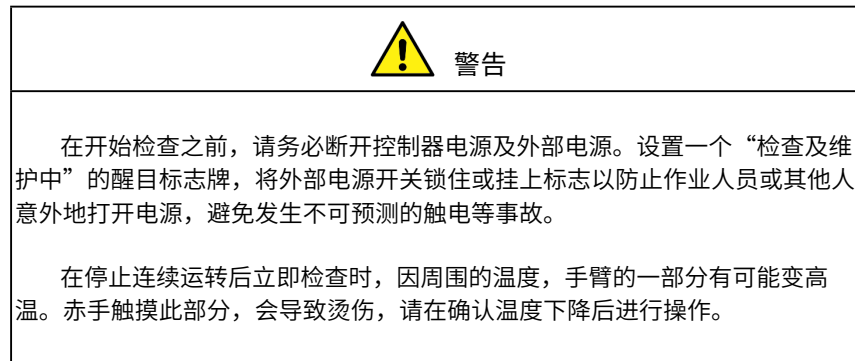 警告
在开始检查之前，请务必断开控制器电源及外部电源。设置一个“检查及维
护中”的醒目标志牌，将外部电源开关锁住或挂上标志以防止作业人员或其他人
意外地打开电源，避免发生不可预测的触电等事故。
在停止连续运转后立即检查时，因周围的温度，手臂的一部分有可能变高
温。赤手触摸此部分，会导致烫伤，请在确认温度下降后进行操作。